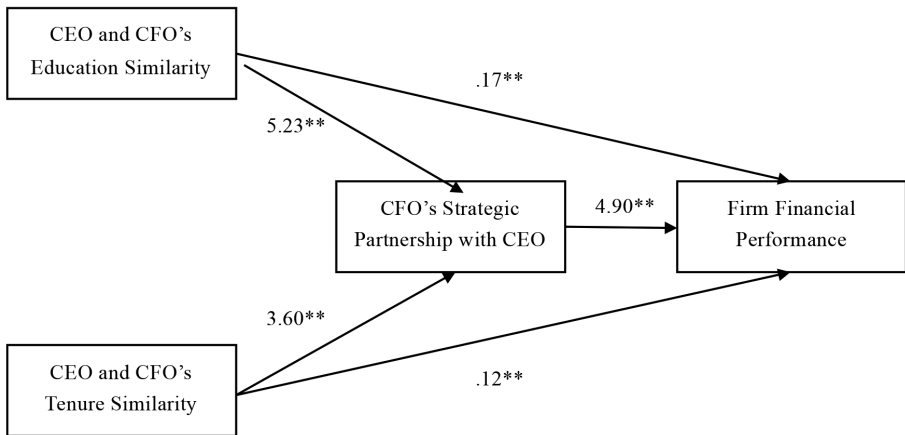 CEO and CFO’s
Education Similarity
.17**
5.23**
CFO’s Strategic
Partnership with CEO
4.90**
Firm Financial
Performance
3.60**
CEO and CFO’s
Tenure Similarity
.12**